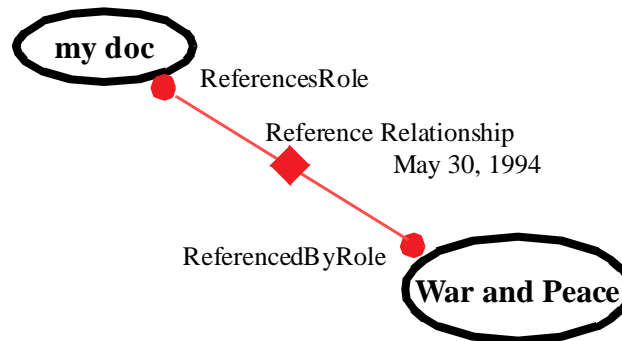 my doc
ReferencesRole
Reference Relationship
May 30, 1994
ReferencedByRole
War and Peace